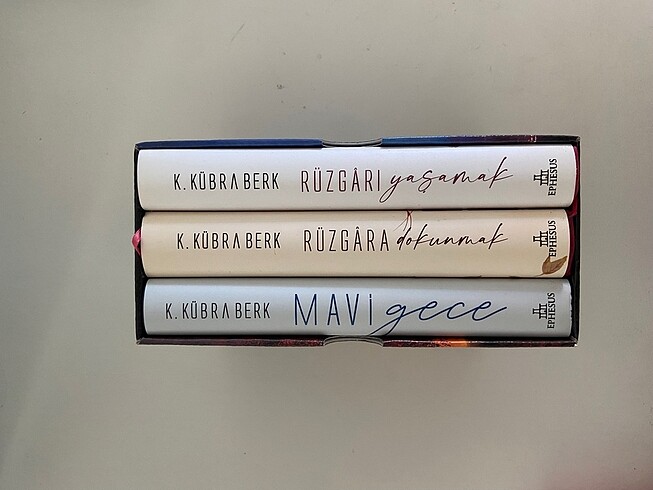 K. KÜBRA BERK RÜZGÂRI yaşamak EPHESUS
K. KÜBRA BERK RÜZGÂRA dokunmak EPHESUS
K. KÜBRA BERK MAVİ gece EPHESUS